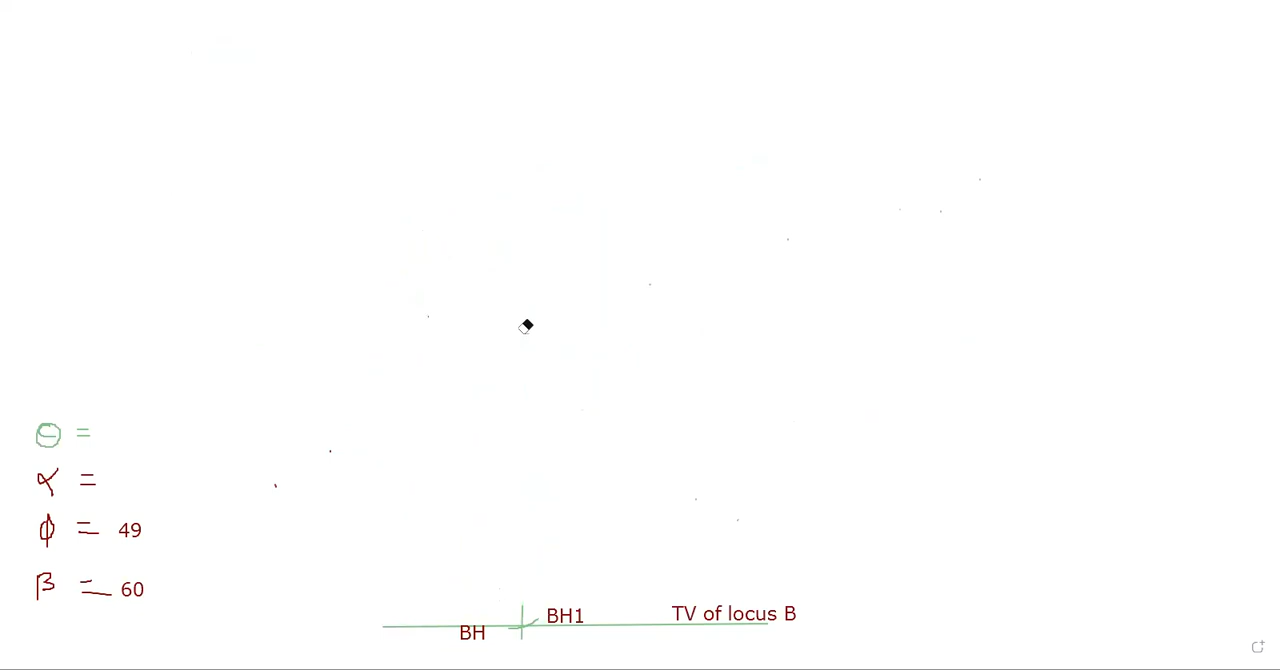 Θ =
α =
ϕ = 49
β = 60
BH BH1 TV of locus B